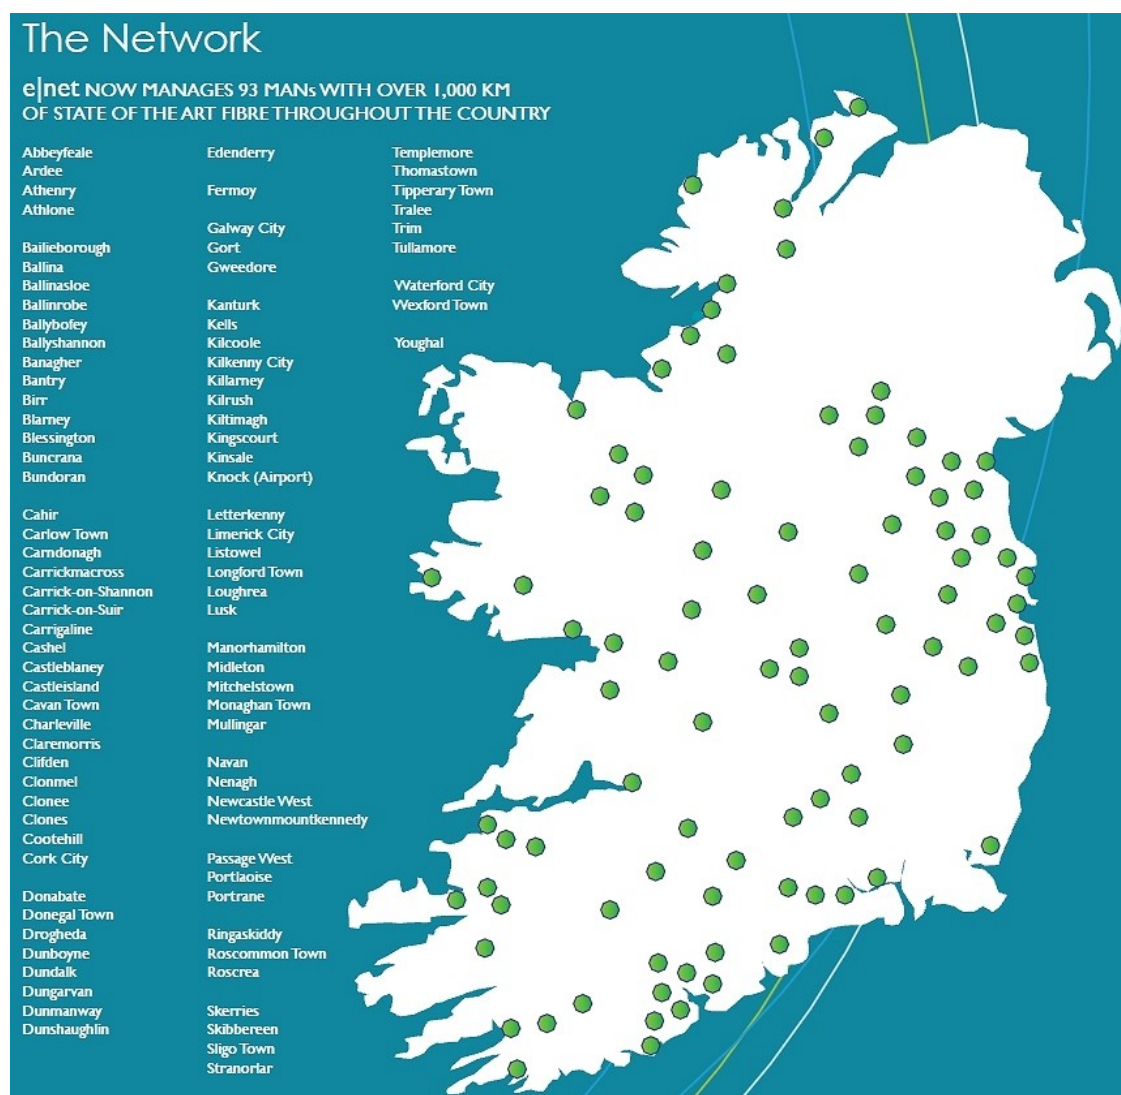 The Network
e|net NOW MANAGES 93 MANs WITH OVER 1,000 KM
OF STATE OF THE ART FIBRE THROUGHOUT THE COUNTRY
Abbeyfeale
Ardee
Athenry
Athlone
Bailieborough
Ballina
Ballinasloe
Ballinrobe
Ballybofey
Ballyshannon
Banagher
Bantry
Birr
Blarney
Blessington
Buncrana
Bundoran
Cahir
Carlow Town
Carndonagh
Carrickmacross
Carrick-on-Shannon
Carrick-on-Suir
Carrigaline
Cashel
Castleblaney
Castleisland
Cavan Town
Charleville
Claremorris
Clifden
Clonmel
Clonee
Clones
Cootehill
Cork City
Donabate
Donegal Town
Drogheda
Dunboyne
Dundalk
Dungarvan
Dunmanway
Dunshaughlin
Edenderry
Fermoy
Galway City
Gort
Gweedore
Kanturk
Kells
Kilcoole
Kilkenny City
Killarney
Kilrush
Kiltimagh
Kingscourt
Kinsale
Knock (Airport)
Letterkenny
Limerick City
Listowel
Longford Town
Loughrea
Lusk
Manorhamilton
Midleton
Mitchelstown
Monaghan Town
Mullingar
Navan
Nenagh
Newcastle West
Newtownmountkennedy
Passage West
Portlaoise
Portrane
Ringaskiddy
Roscommon Town
Roscrea
Skerries
Skibbereen
Sligo Town
Stranorlar
Templemore
Thomastown
Tipperary Town
Tralee
Trim
Tullamore
Waterford City
Wexford Town
Youghal